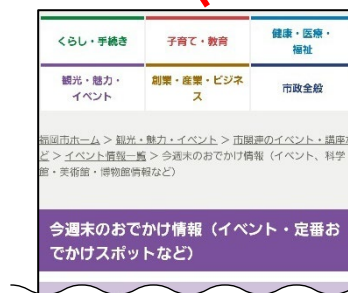 くらし・手続き
子育て・教育
健康・医療・
福祉
観光・魅力・
イベント
創業・産業・ビジネ
ス
市政全般
福岡市ホーム > 観光・魅力・イベント > 市関連のイベント・講座な
ど > イベント情報一覧 > 今週末のおでかけ情報（イベント、科学
館・美術館・博物館情報など）
今週末のおでかけ情報（イベント・定番お
でかけスポットなど）